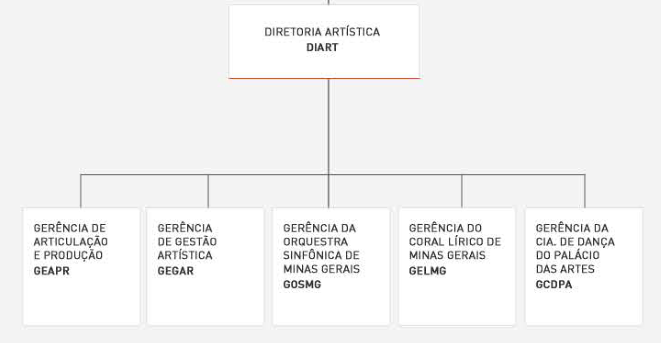 DIRETORIA ARTÍSTICA
DIART
GERÊNCIA DE
ARTICULAÇÃO
E PRODUÇÃO
GEAPR
GERÊNCIA
DE GESTÃO
ARTÍSTICA
GEGAR
GERÊNCIA DA
ORQUESTRA
SINFÔNICA DE
MINAS GERAIS
GOSMG
GERÊNCIA DO
CORAL LÍRICO DE
MINAS GERAIS
GELMG
GERÊNCIA DA
CIA. DE DANÇA
DO PALÁCIO
DAS ARTES
GCDPA